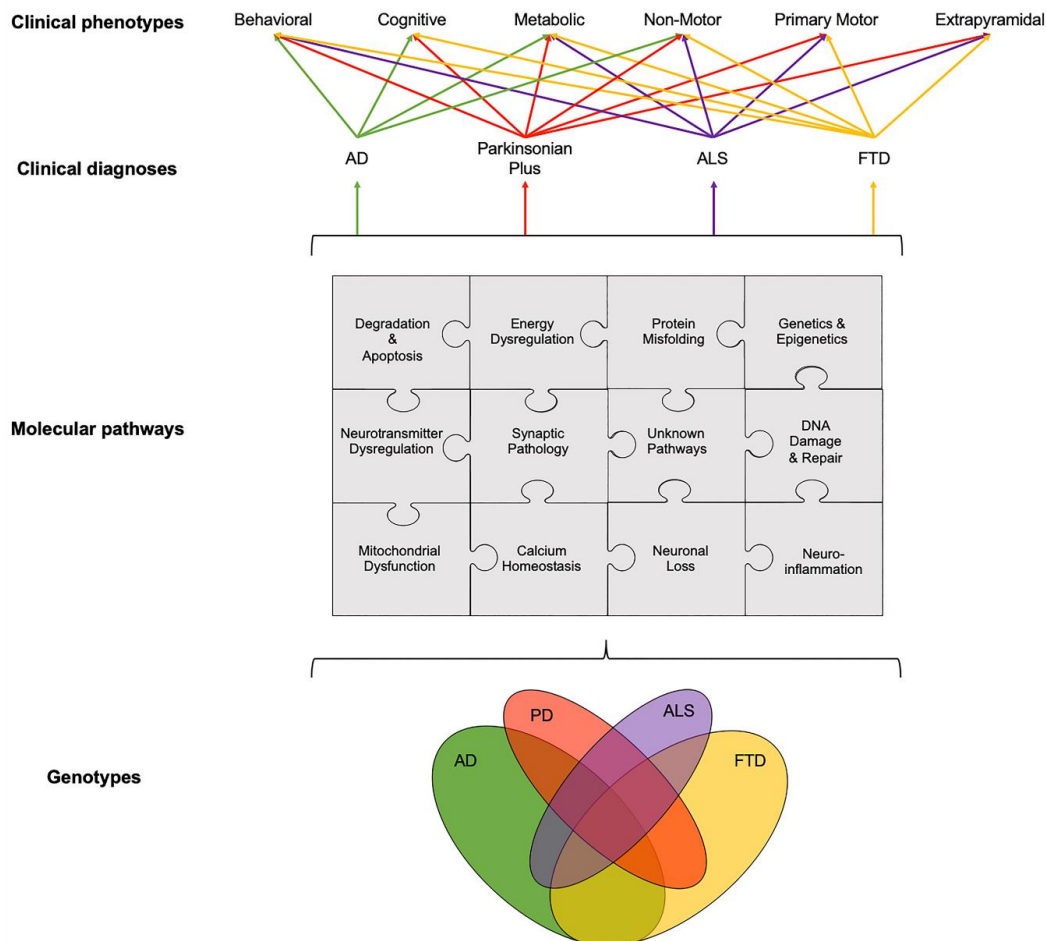 Clinical phenotypes
Behavioral
Cognitive
Metabolic
Non-Motor
Primary Motor
Extrapyramidal
Clinical diagnoses
AD
Parkinsonian
Plus
ALS
FTD
Molecular pathways
Degradation
&
Apoptosis
Energy
Dysregulation
Protein
Misfolding
Genetics &
Epigenetics
Neurotransmitter
Dysregulation
Synaptic
Pathology
Unknown
Pathways
DNA
Damage
& Repair
Mitochondrial
Dysfunction
Calcium
Homeostasis
Neuronal
Loss
Neuro-
inflammation
Genotypes
AD
PD
ALS
FTD